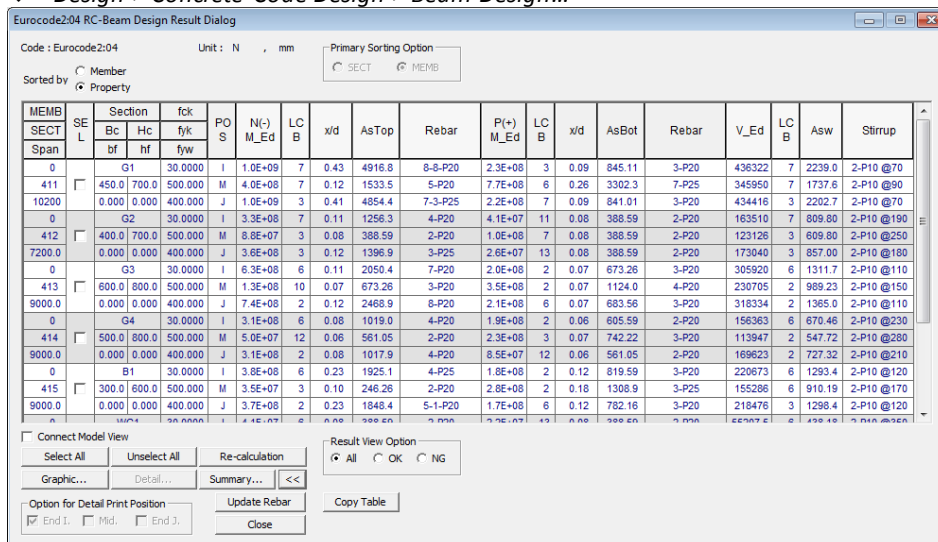 Design > Concrete Code Design > Beam Design...
Eurocode2:04 RC-Beam Design Result Dialog
Code : Eurocode2:04 Unit : N , mm Primary Sorting Option
SECT MEMB
Sorted by Member
Property
MEMB SE L Section fck PO S N(-) M_Ed LC B x/d AsTop Rebar P(+) M_Ed LC B x/d AsBot Rebar V_Ed LC B Asw Stirrup
SECT Bc Hc fyk
Span bf hf fyw
0 G1 30.0000 I 1.0E+09 7 0.43 4916.8 8-8-P20 2.3E+08 3 0.09 845.11 3-P20 436322 7 2239.0 2-P10 @70
411 450.0 700.0 500.000 M 4.0E+08 7 0.12 1533.5 5-P20 7.7E+08 6 0.26 3302.3 7-P25 345950 7 1737.6 2-P10 @90
10200 0.000 0.000 400.000 J 1.0E+09 3 0.41 4854.4 7-3-P25 2.2E+08 7 0.09 841.01 3-P20 434416 3 2202.7 2-P10 @70
0 G2 30.0000 I 3.3E+08 7 0.11 1256.3 4-P20 4.1E+07 11 0.08 388.59 2-P20 163510 7 809.80 2-P10 @190
412 400.0 700.0 500.000 M 8.8E+07 3 0.08 388.59 2-P20 1.0E+08 7 0.08 388.59 2-P20 123126 3 609.80 2-P10 @250
7200.0 0.000 0.000 400.000 J 3.6E+08 3 0.12 1396.9 3-P25 2.6E+07 13 0.08 388.59 2-P20 173040 3 857.00 2-P10 @180
0 G3 30.0000 I 6.3E+08 6 0.11 2050.4 7-P20 2.0E+08 2 0.07 673.26 3-P20 305920 6 1311.7 2-P10 @110
413 600.0 800.0 500.000 M 1.3E+08 10 0.07 673.26 3-P20 3.5E+08 2 0.07 1124.0 4-P20 230705 2 989.23 2-P10 @150
9000.0 0.000 0.000 400.000 J 7.4E+08 2 0.12 2468.9 8-P20 2.1E+08 6 0.07 683.56 3-P20 318334 2 1365.0 2-P10 @110
0 G4 30.0000 I 3.1E+08 6 0.08 1019.0 4-P20 1.9E+08 2 0.06 605.59 2-P20 156363 6 670.46 2-P10 @230
414 500.0 800.0 500.000 M 5.0E+07 12 0.06 561.05 2-P20 2.3E+08 3 0.07 742.22 3-P20 113947 2 547.72 2-P10 @280
9000.0 0.000 0.000 400.000 J 3.1E+08 2 0.08 1017.9 4-P20 8.5E+07 12 0.06 561.05 2-P20 169623 2 727.32 2-P10 @210
0 B1 30.0000 I 3.8E+08 6 0.23 1925.1 4-P25 1.8E+08 2 0.12 819.59 3-P20 220673 6 1293.4 2-P10 @120
415 300.0 600.0 500.000 M 3.5E+07 3 0.10 246.26 2-P20 2.8E+08 2 0.18 1308.9 3-P25 155286 6 910.19 2-P10 @170
9000.0 0.000 0.000 400.000 J 3.7E+08 2 0.23 1848.4 5-1-P20 1.7E+08 6 0.12 782.16 3-P20 218476 3 1298.4 2-P10 @120
Connect Model View
Select All Unselect All Re-calculation
Graphic... Detail... Summary... <<
Result View Option
All OK NG
Option for Detail Print Position
End I. Mid. End J.
Update Rebar Copy Table
Close